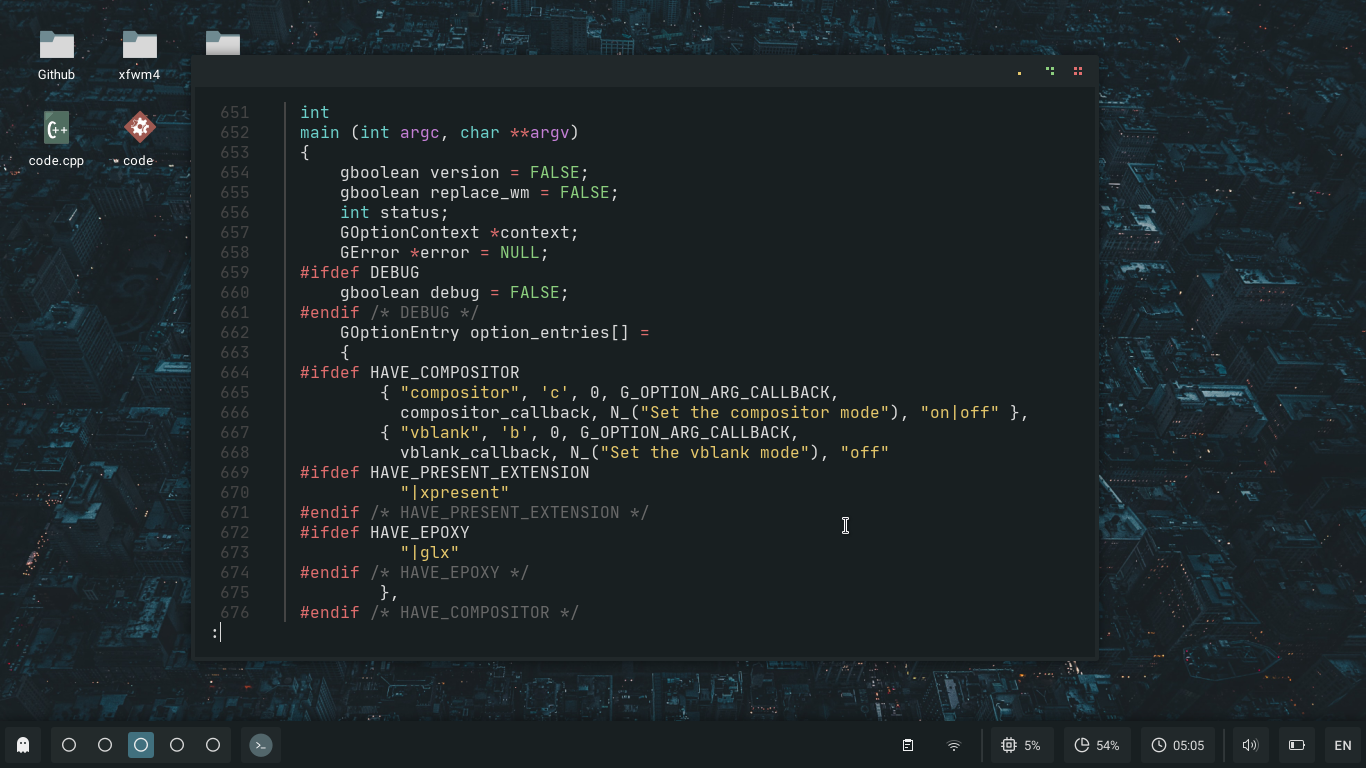 Github
xfwm4
C++
code.cpp
code
651 int
652 main (int argc, char **argv)
653 {
654     gboolean version = FALSE;
655     gboolean replace_wm = FALSE;
656     int status;
657     GOptionContext *context;
658     GError *error = NULL;
659 #ifdef DEBUG
660     gboolean debug = FALSE;
661 #endif /* DEBUG */
662     GOptionEntry option_entries[] =
663     {
664 #ifdef HAVE_COMPOSITOR
665         { "compositor", 'c', 0, G_OPTION_ARG_CALLBACK,
666           compositor_callback, N_("Set the compositor mode"), "on|off" },
667         { "vblank", 'b', 0, G_OPTION_ARG_CALLBACK,
668           vblank_callback, N_("Set the vblank mode"), "off"
669 #ifdef HAVE_PRESENT_EXTENSION
670           "|xpresent"
671 #endif /* HAVE_PRESENT_EXTENSION */
672 #ifdef HAVE_EPOXY
673           "|glx"
674 #endif /* HAVE_EPOXY */
675         },
676 #endif /* HAVE_COMPOSITOR */
:
5% 54% 05:05 EN